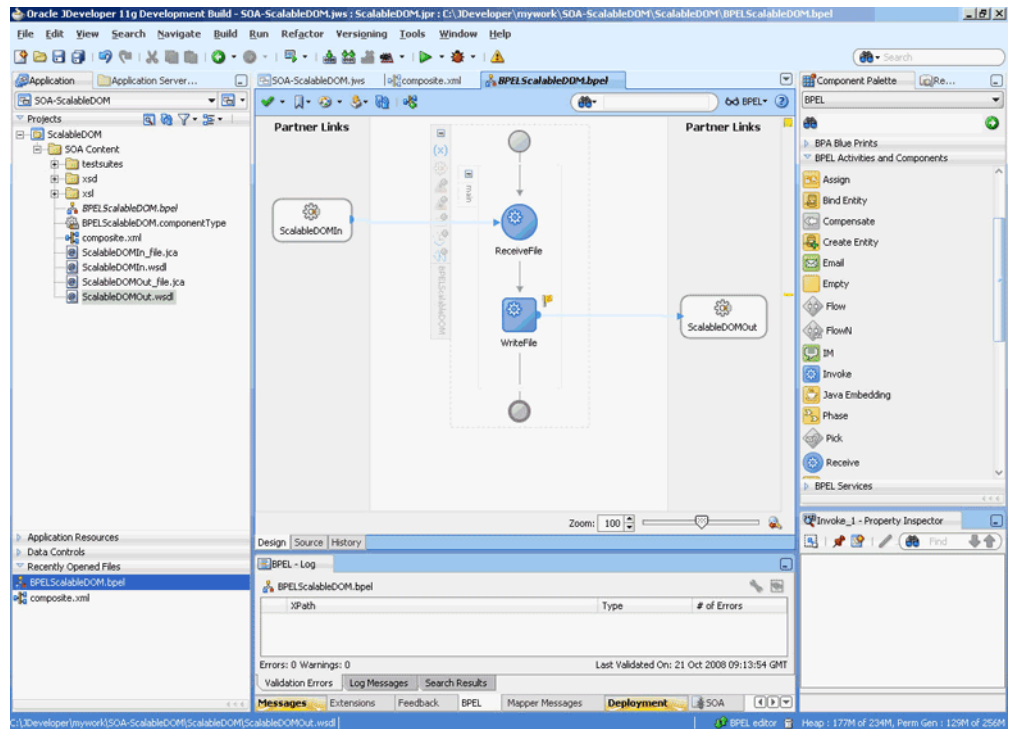 Oracle JDeveloper 11g Development Build - SOA-ScalableDOM.jws : ScalableDOM.jpr : C:\JDeveloper\mywork\SOA-ScalableDOM\ScalableDOM\BPELScalableDOM.bpel
File Edit View Search Navigate Build Run Refactor Versioning Tools Window Help
Search
Application
Application Server...
SOA-ScalableDOM.jws
composite.xml
BPELScalableDOM.bpel
Component Palette
Re...
SOA-ScalableDOM
BPEL
BPEL
Projects
ScalableDOM
SOA Content
testsuites
xsd
xsl
BPELScalableDOM.bpel
BPELScalableDOM.componentType
composite.xml
ScalableDOMIn_file.jca
ScalableDOMIn.wsdl
ScalableDOMOut_file.jca
ScalableDOMOut.wsdl
Application Resources
Data Controls
Recently Opened Files
BPELScalableDOM.bpel
composite.xml
Partner Links
Partner Links
(x)
main
BPELScalableDOM
ScalableDOMIn
ReceiveFile
WriteFile
ScalableDOMOut
Zoom: 100
Design Source History
BPEL - Log
BPELScalableDOM.bpel
XPath Type # of Errors
Errors: 0 Warnings: 0 Last Validated On: 21 Oct 2008 09:13:54 GMT
Validation Errors Log Messages Search Results
Messages Extensions Feedback BPEL Mapper Messages Deployment SOA
BPA Blue Prints
BPEL Activities and Components
Assign
Bind Entity
Compensate
Create Entity
Email
Empty
Flow
FlowN
IM
Invoke
Java Embedding
Phase
Pick
Receive
BPEL Services
Invoke_1 - Property Inspector
Find
C:\JDeveloper\mywork\SOA-ScalableDOM\ScalableDOM\ScalableDOMOut.wsdl
BPEL editor
Heap : 177M of 234M, Perm Gen : 129M of 256M